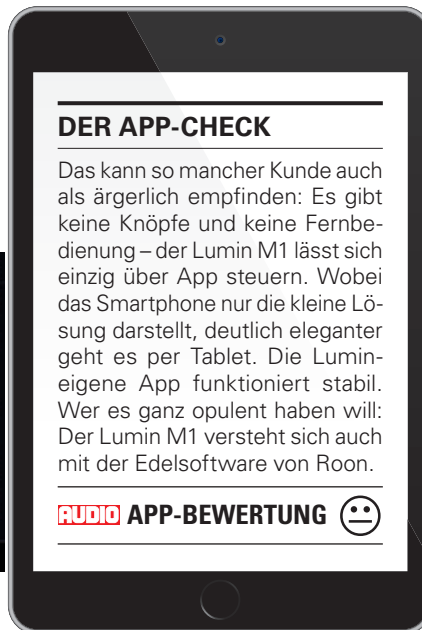 DER APP-CHECK
Das kann so mancher Kunde auch
als ärgerlich empfinden: Es gibt
keine Knöpfe und keine Fernbe-
dienung – der Lumin M1 lässt sich
einzig über App steuern. Wobei
das Smartphone nur die kleine Lö-
sung darstellt, deutlich eleganter
geht es per Tablet. Die Lumin-
eigene App funktioniert stabil.
Wer es ganz opulent haben will:
Der Lumin M1 versteht sich auch
mit der Edelsoftware von Roon.
AUDIO APP-BEWERTUNG